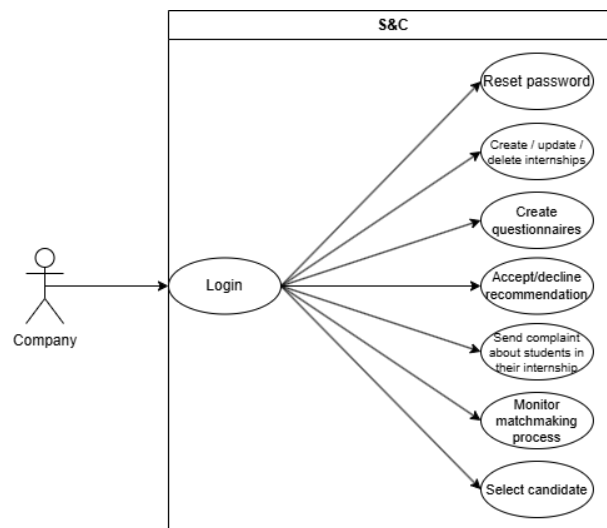 S&C
Reset password
Create / update /
delete internships
Create
questionnaires
Login
Accept/decline
recommendation
Company
Send complaint
about students in
their internship
Monitor
matchmaking
process
Select candidate